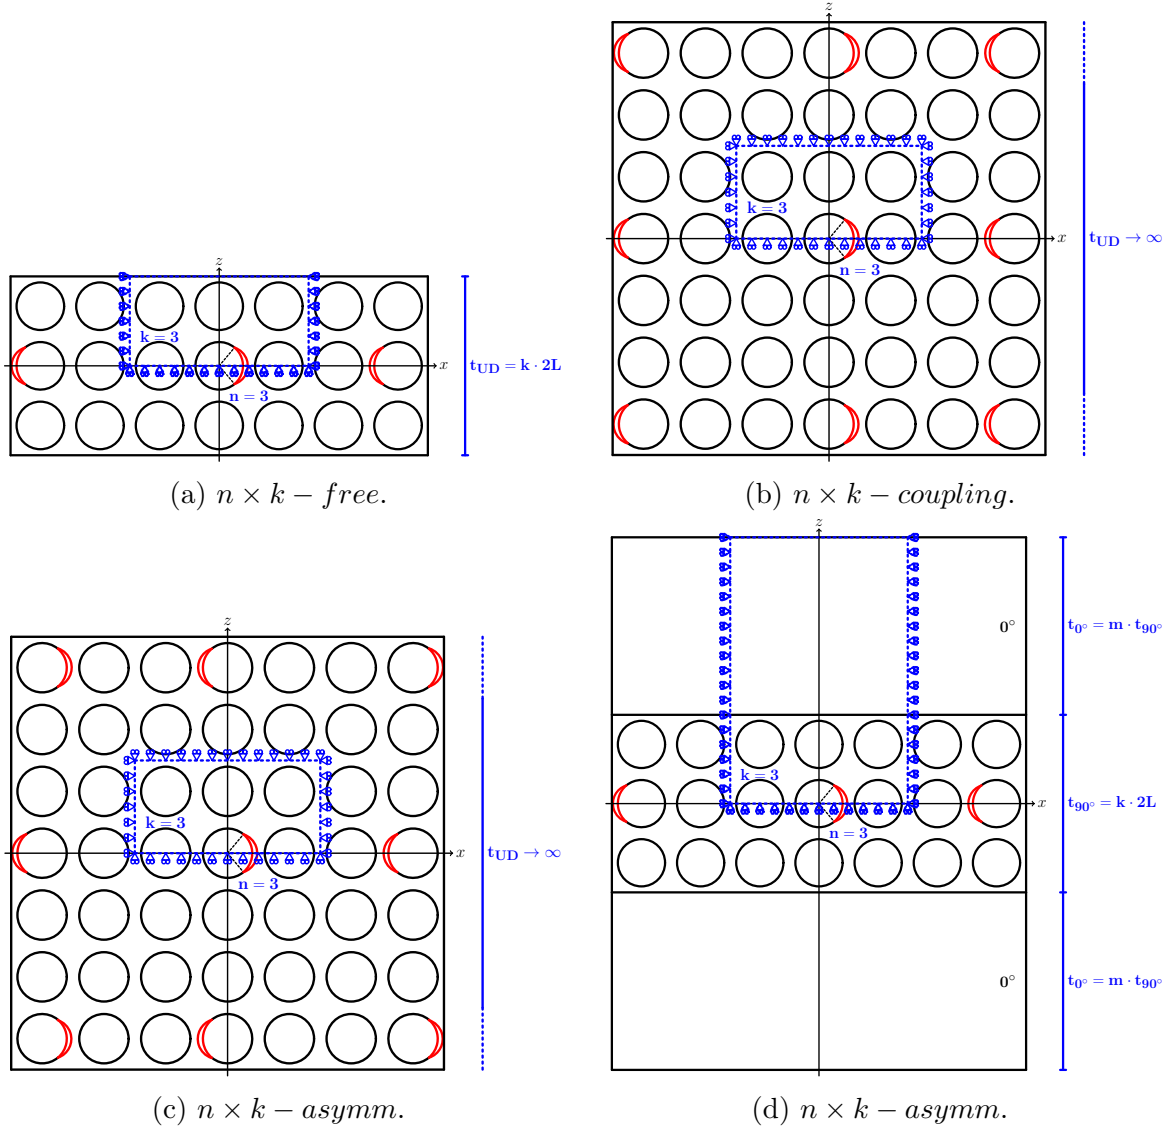 z
k = 3
x
n = 3
t_UD = k · 2L
(a) n × k − free.
z
k = 3
x
n = 3
t_UD → ∞
(b) n × k − coupling.
z
k = 3
x
n = 3
t_UD → ∞
(c) n × k − asymm.
z
0°
t_0° = m · t_90°
k = 3
x
n = 3
t_90° = k · 2L
0°
t_0° = m · t_90°
(d) n × k − asymm.